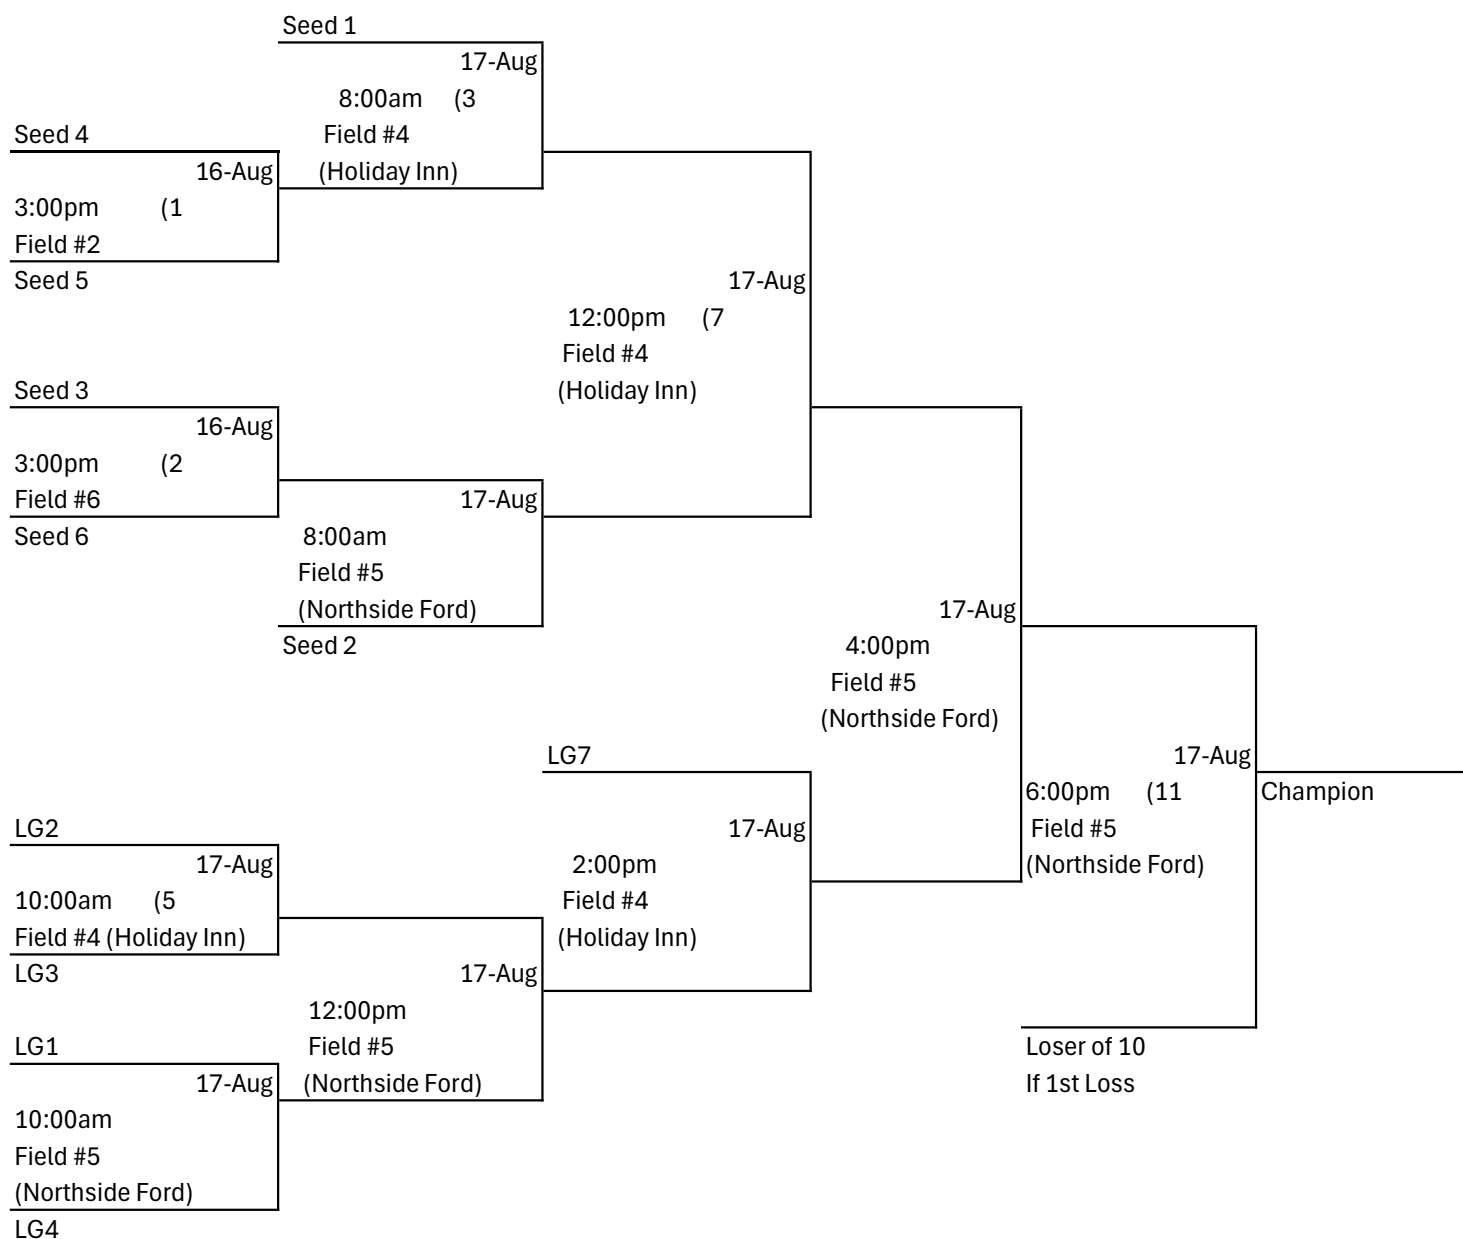 Seed 1
17-Aug
8:00am (3
Seed 4
Field #4
16-Aug
(Holiday Inn)
3:00pm (1
Field #2
Seed 5
17-Aug
12:00pm (7
Field #4
Seed 3
(Holiday Inn)
16-Aug
3:00pm (2
Field #6
17-Aug
Seed 6
8:00am
Field #5
(Northside Ford)
17-Aug
Seed 2
4:00pm
Field #5
(Northside Ford)
LG7
17-Aug
6:00pm (11
Champion
LG2
17-Aug
Field #5
17-Aug
2:00pm
(Northside Ford)
10:00am (5
Field #4
Field #4 (Holiday Inn)
(Holiday Inn)
LG3
17-Aug
12:00pm
LG1
Field #5
Loser of 10
17-Aug
(Northside Ford)
If 1st Loss
10:00am
Field #5
(Northside Ford)
LG4